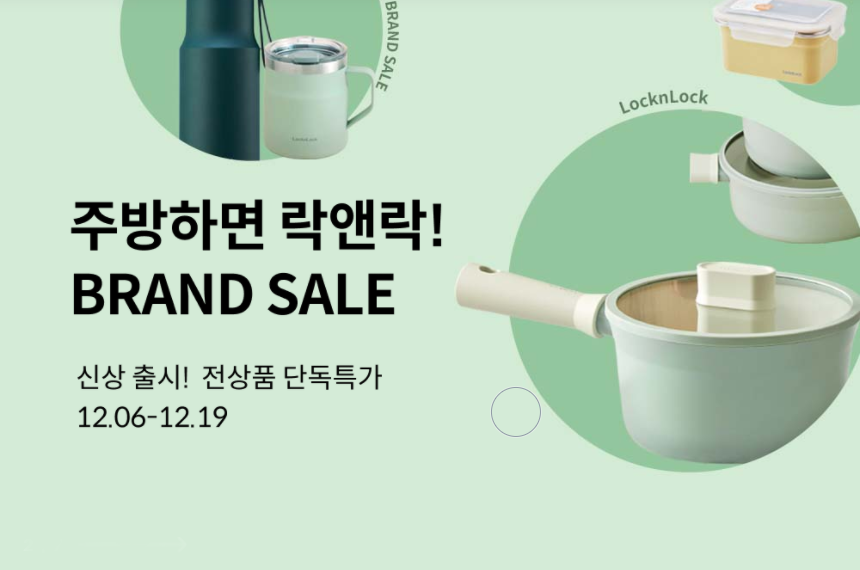 BRAND SALE
LocknLock
주방하면 락앤락!
BRAND SALE
신상 출시! 전상품 단독특가
12.06-12.19